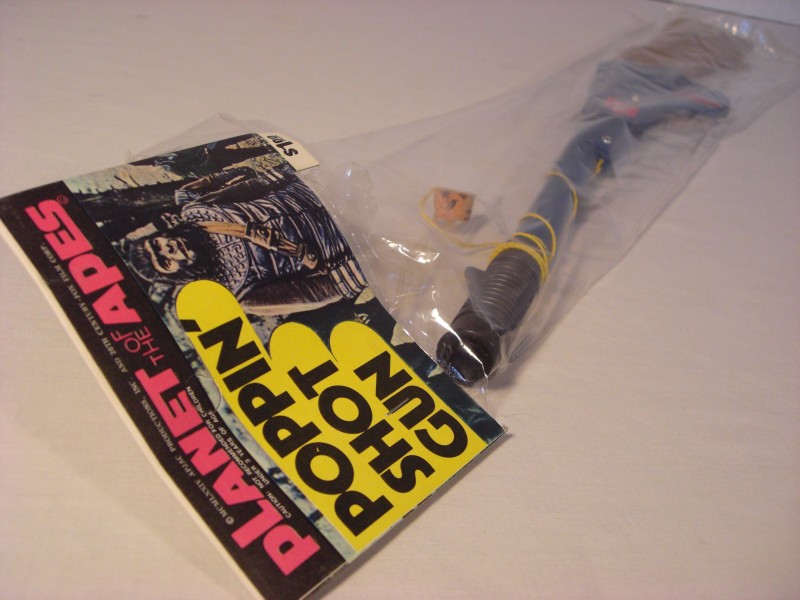 PLANET OF THE APES®
© MCMLXXIV APJAC PRODUCTIONS, INC. AND 20TH CENTURY-FOX FILM CORP.
CAUTION: NOT RECOMMENDED FOR CHILDREN
UNDER 3 YEARS OF AGE.
POPPIN'
SHOT
GUN